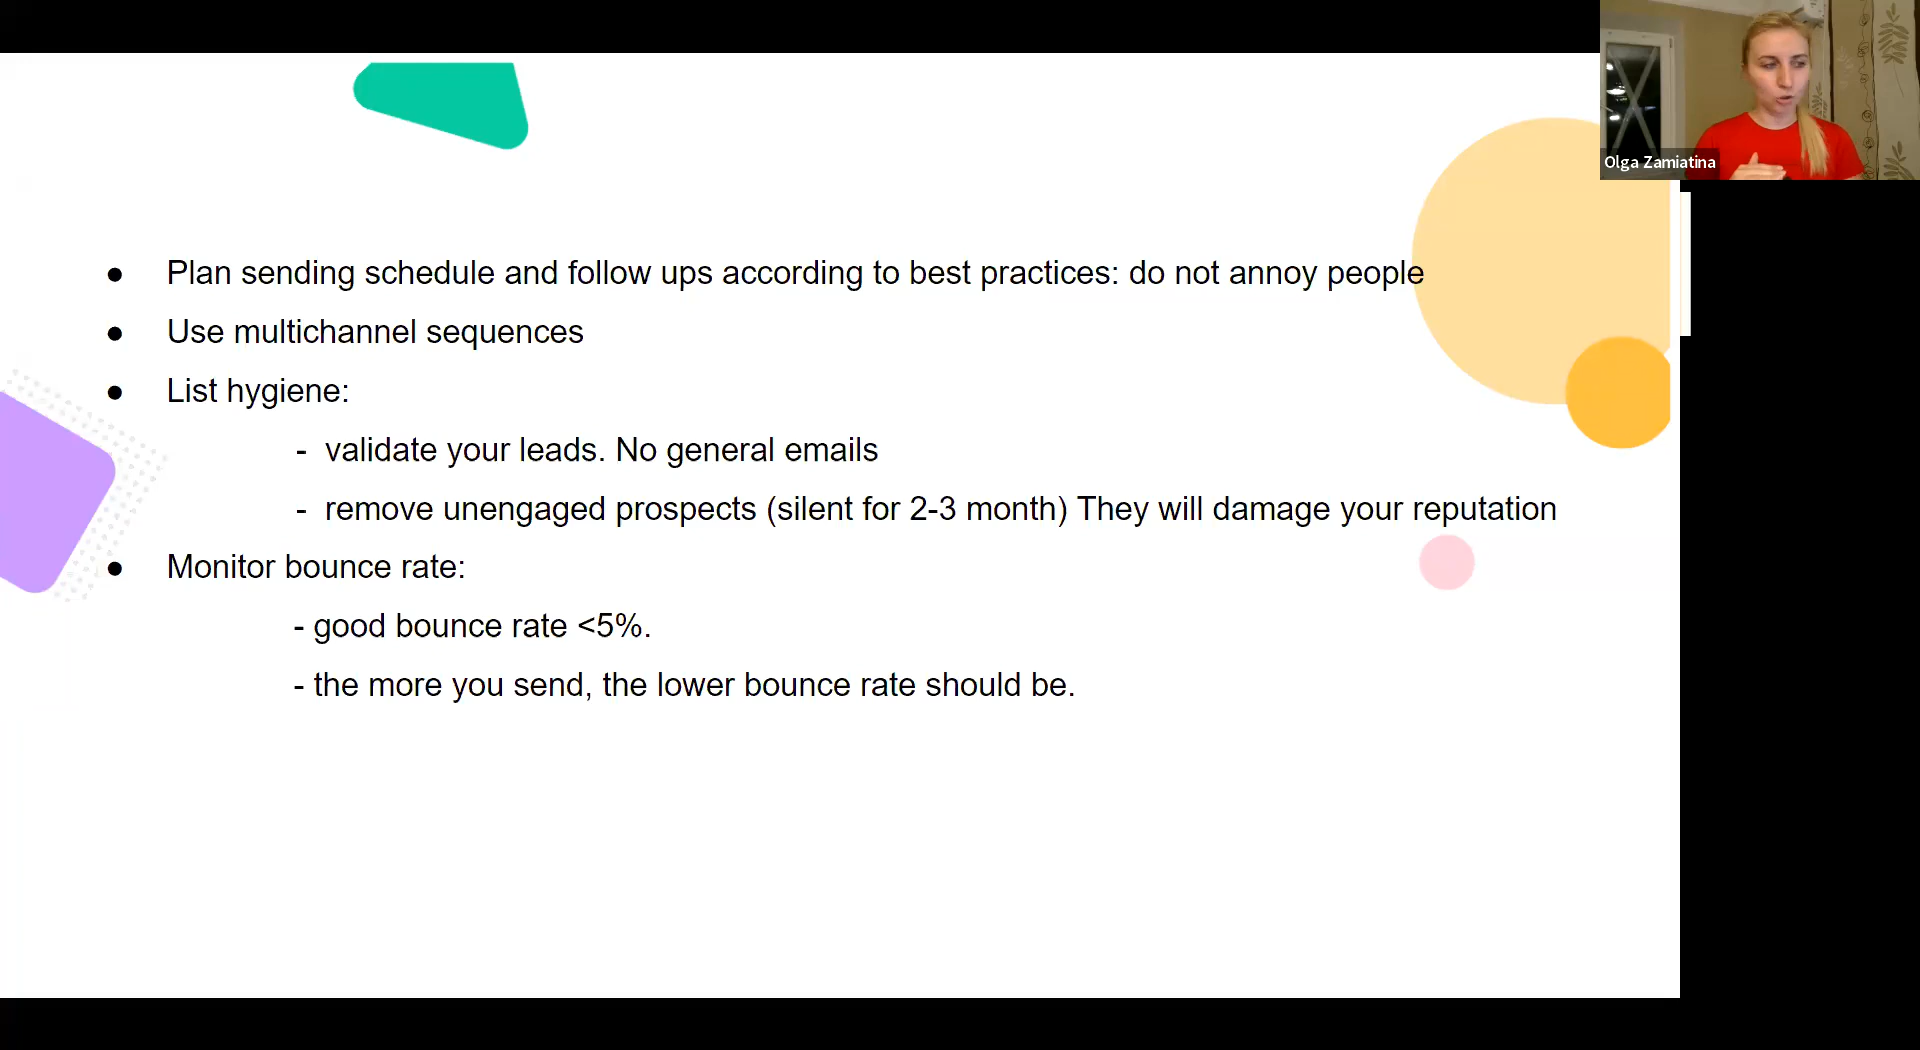 Olga Zamiatina
● Plan sending schedule and follow ups according to best practices: do not annoy people
● Use multichannel sequences
● List hygiene:
- validate your leads. No general emails
- remove unengaged prospects (silent for 2-3 month) They will damage your reputation
● Monitor bounce rate:
- good bounce rate <5%.
- the more you send, the lower bounce rate should be.